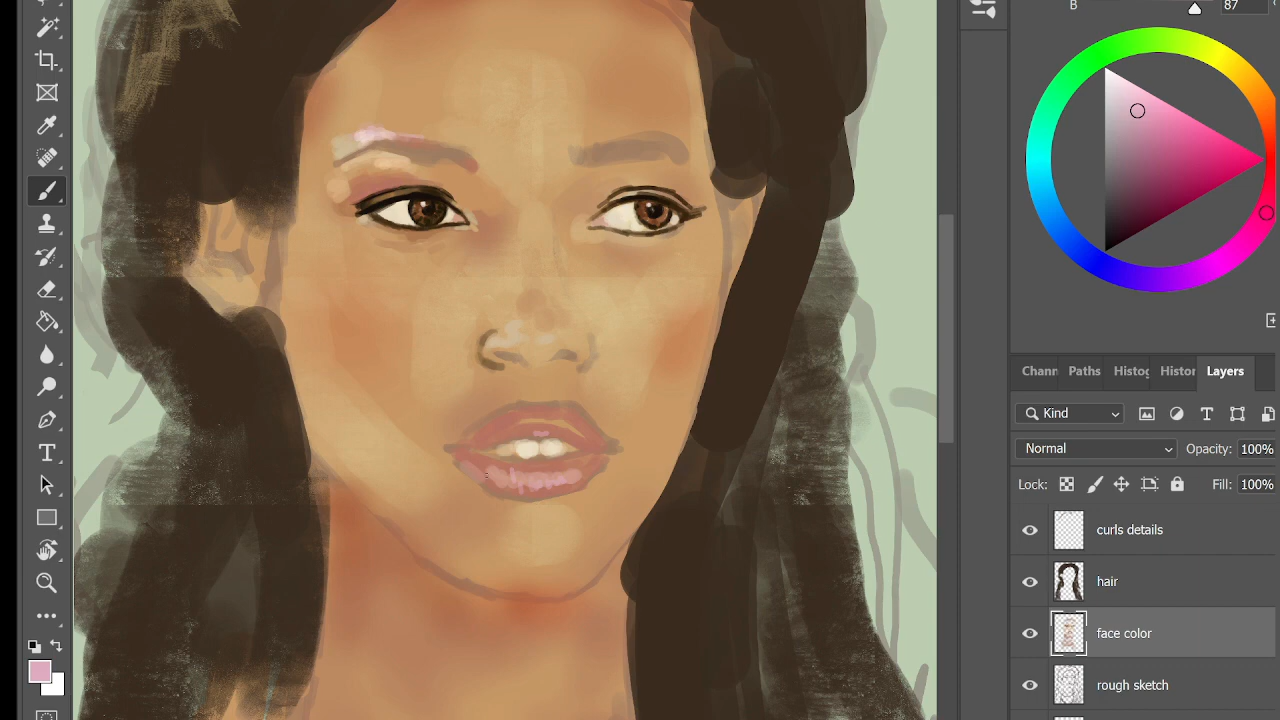 B 87
Chann Paths Histog Histor Layers
Kind
Normal Opacity: 100%
Lock: Fill: 100%
curls details
hair
face color
rough sketch